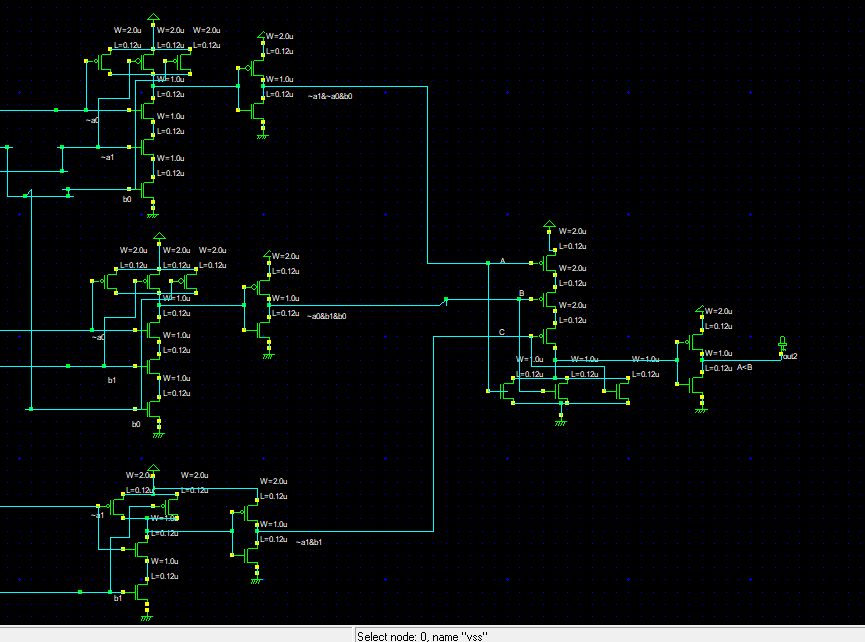 W=2.0u W=2.0u W=2.0u
L=0.12u L=0.12u L=0.12u
W=2.0u
L=0.12u
W=1.0u
L=0.12u
W=1.0u
L=0.12u
~a1&~a0&b0
~a0
W=1.0u
L=0.12u
~a1
W=1.0u
L=0.12u
b0
W=2.0u W=2.0u W=2.0u
L=0.12u L=0.12u L=0.12u
W=2.0u
L=0.12u
W=1.0u
L=0.12u
W=1.0u
L=0.12u
~a0&b1&b0
~a0
W=1.0u
L=0.12u
b1
W=1.0u
L=0.12u
b0
W=2.0u W=2.0u
L=0.12u L=0.12u
W=2.0u
L=0.12u
~a1
W=1.0u
L=0.12u
W=1.0u
L=0.12u
~a1&b1
W=1.0u
L=0.12u
b1
W=2.0u
L=0.12u
A
W=2.0u
L=0.12u
B
W=2.0u
L=0.12u
C
W=1.0u W=1.0u W=1.0u
L=0.12u L=0.12u L=0.12u
W=2.0u
L=0.12u
W=1.0u
L=0.12u
A<B
out2
Select node: 0, name "vss"